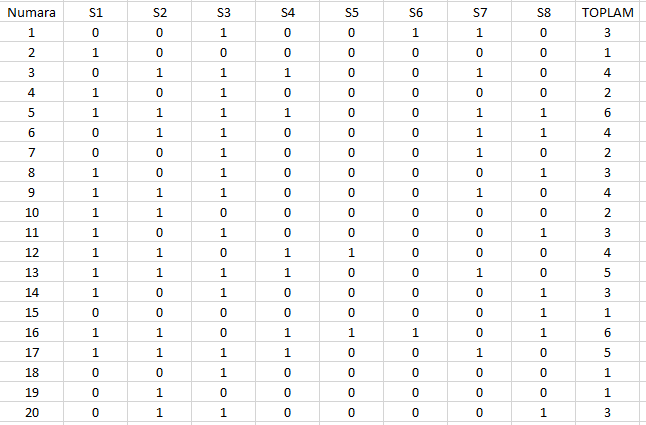 Numara S1 S2 S3 S4 S5 S6 S7 S8 TOPLAM
1 0 0 1 0 0 1 1 0 3
2 1 0 0 0 0 0 0 0 1
3 0 1 1 1 0 0 1 0 4
4 1 0 1 0 0 0 0 0 2
5 1 1 1 1 0 0 1 1 6
6 0 1 1 0 0 0 1 1 4
7 0 0 1 0 0 0 1 0 2
8 1 0 1 0 0 0 0 1 3
9 1 1 1 0 0 0 1 0 4
10 1 1 0 0 0 0 0 0 2
11 1 0 1 0 0 0 0 1 3
12 1 1 0 1 1 0 0 0 4
13 1 1 1 1 0 0 1 0 5
14 1 0 1 0 0 0 0 1 3
15 0 0 0 0 0 0 0 1 1
16 1 1 0 1 1 1 0 1 6
17 1 1 1 1 0 0 1 0 5
18 0 0 1 0 0 0 0 0 1
19 0 1 0 0 0 0 0 0 1
20 0 1 1 0 0 0 0 1 3